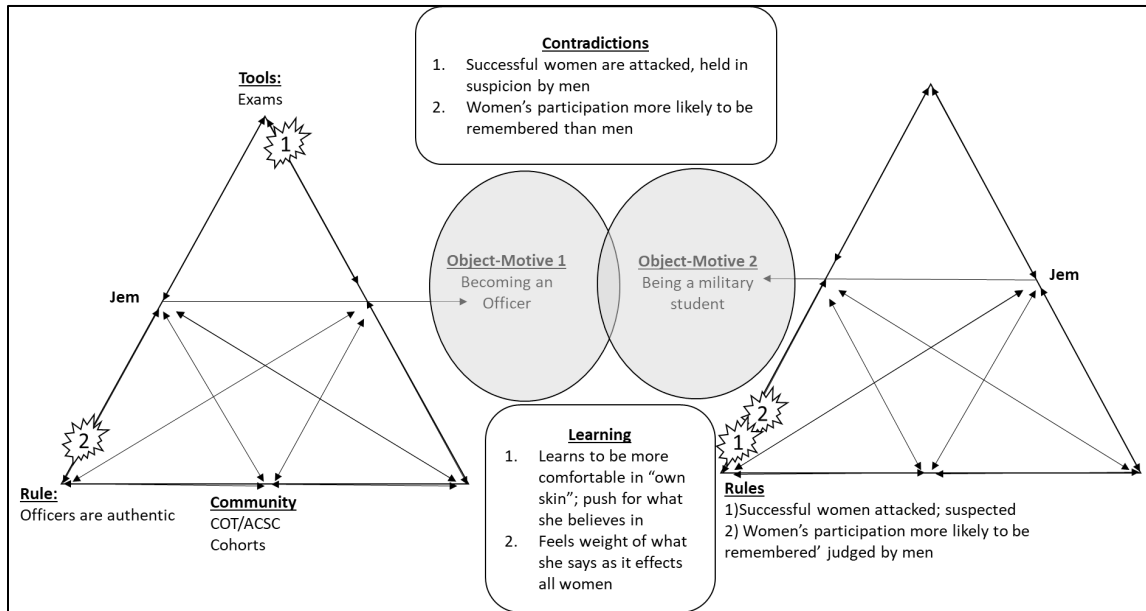 Contradictions
1. Successful women are attacked, held in
suspicion by men
2. Women's participation more likely to be
remembered than men
Tools:
Exams
1
Object-Motive 1
Becoming an
Officer
Object-Motive 2
Being a military
student
Jem
Jem
2
2
1
Learning
1. Learns to be more
comfortable in “own
skin”; push for what
she believes in
2. Feels weight of what
she says as it effects
all women
Rule:
Officers are authentic
Community
COT/ACSC
Cohorts
Rules
1)Successful women attacked; suspected
2) Women's participation more likely to be
remembered’ judged by men